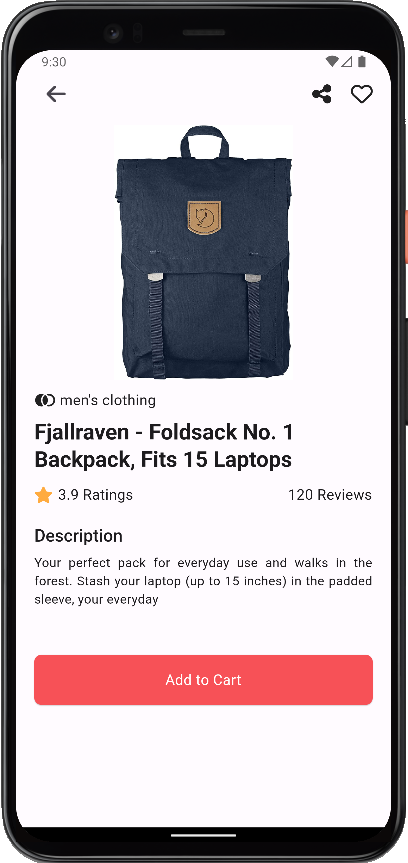 9:30
men's clothing
Fjallraven - Foldsack No. 1
Backpack, Fits 15 Laptops
3.9 Ratings
120 Reviews
Description
Your perfect pack for everyday use and walks in the
forest. Stash your laptop (up to 15 inches) in the padded
sleeve, your everyday
Add to Cart